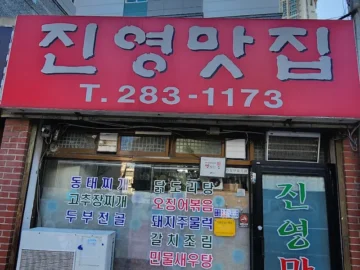 진영맛집
T. 283-1173
동태찌개
고추장찌개
두부전골
닭도리탕
오징어볶음
돼지주물럭
갈치조림
민물새우탕
진영맛